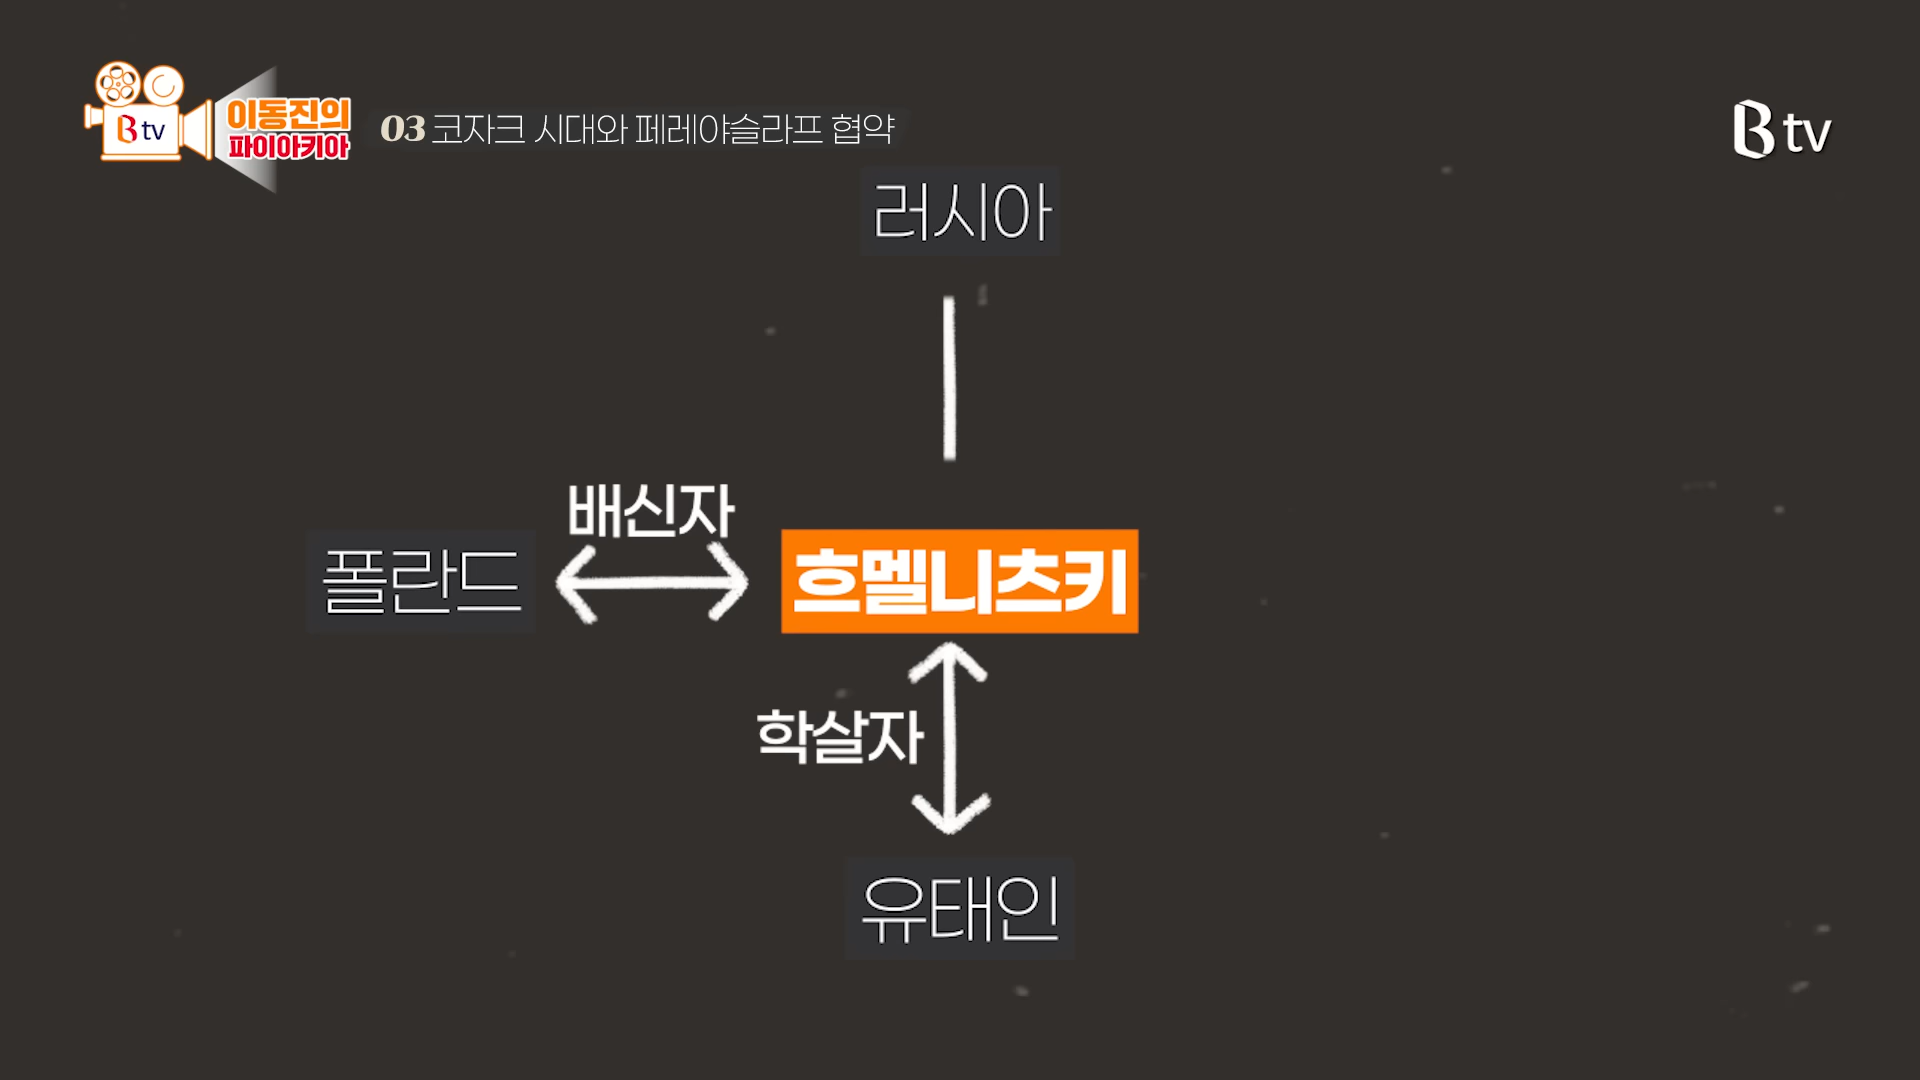 B tv
이동진의
파이아키아
03 코자크 시대와 페레야슬라프 협약
B tv
러시아
배신자
폴란드
흐멜니츠키
학살자
유태인